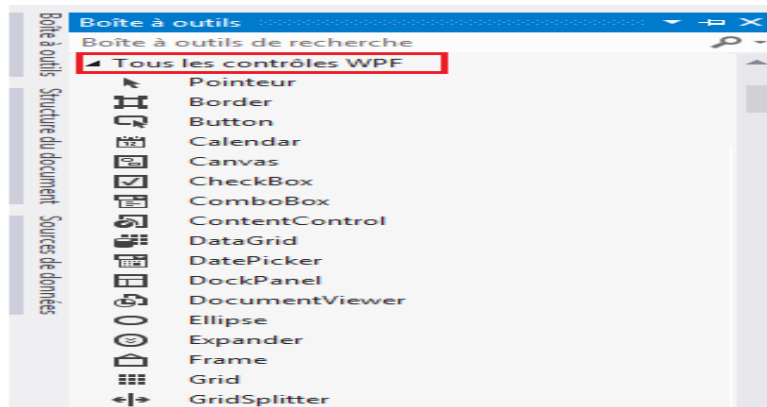 Boîte à outils
Structure du document
Sources de données
Boîte à outils
Boîte à outils de recherche
Tous les contrôles WPF
Pointeur
Border
Button
Calendar
Canvas
CheckBox
ComboBox
ContentControl
DataGrid
DatePicker
DockPanel
DocumentViewer
Ellipse
Expander
Frame
Grid
GridSplitter